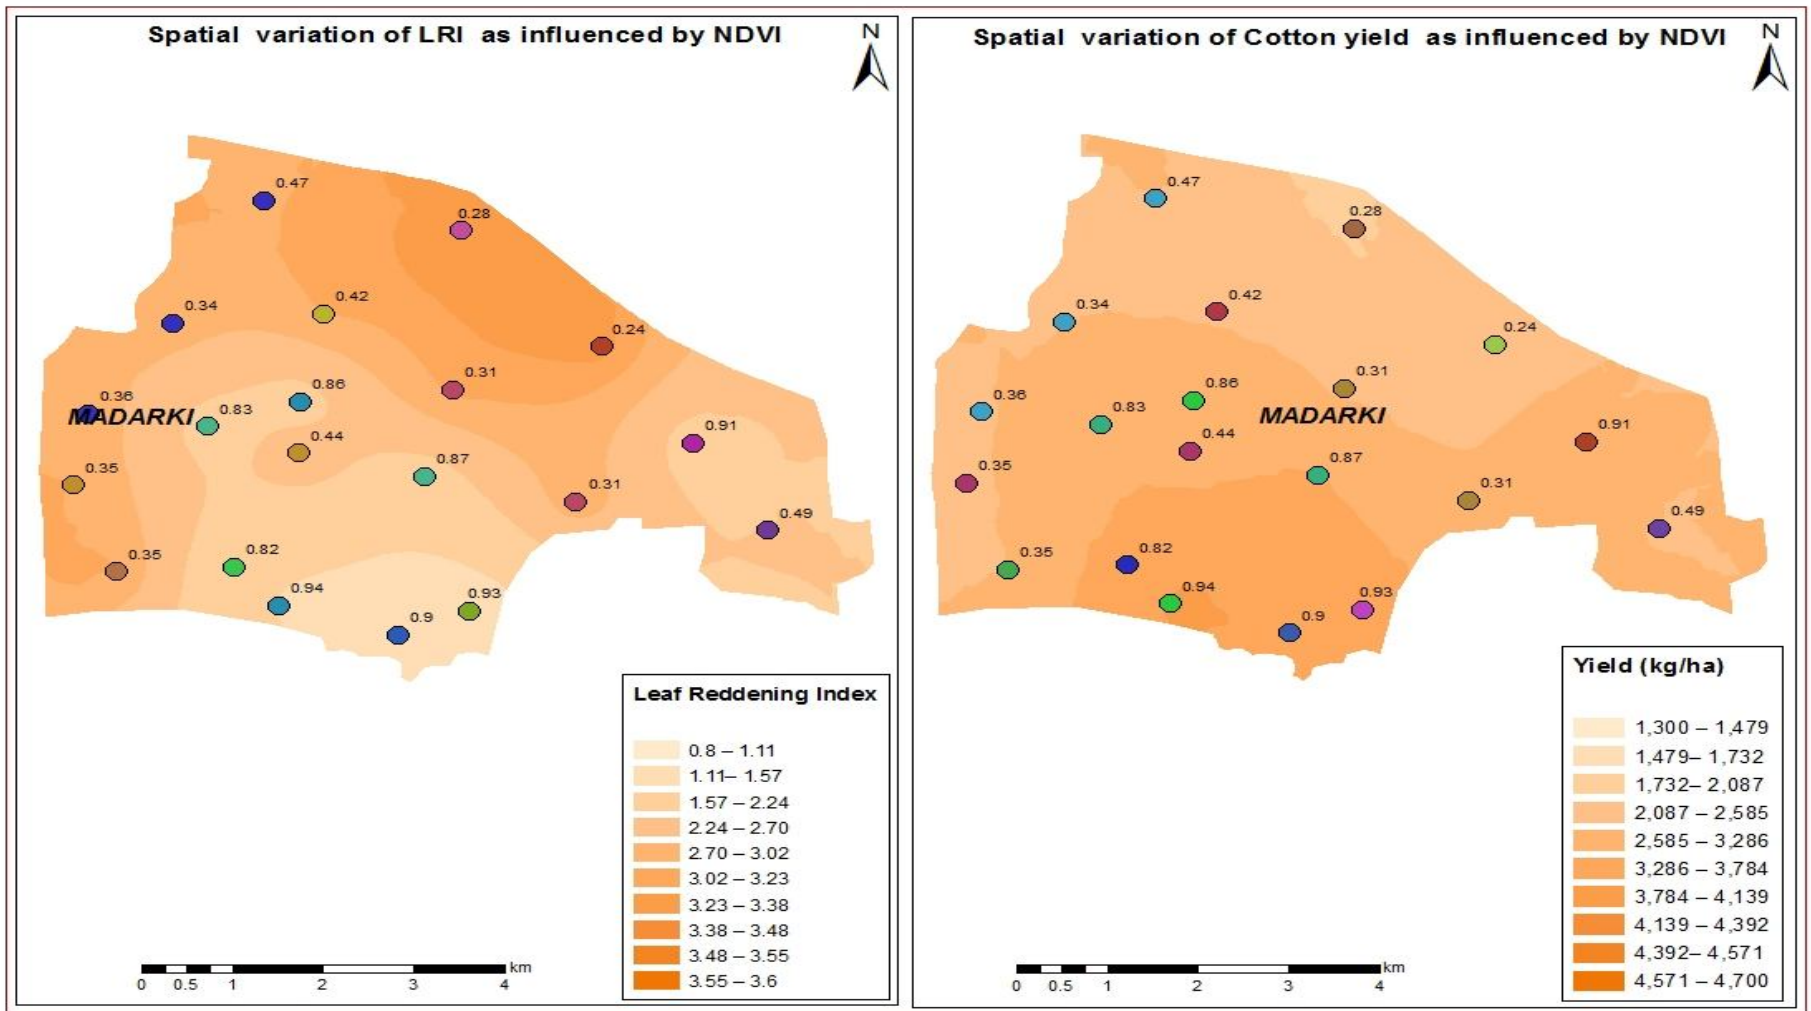 Spatial variation of LRI as influenced by NDVI
N
0.47
0.28
0.34
0.42
0.24
0.36
MADARKI
0.83
0.86
0.31
0.44
0.91
0.35
0.87
0.31
0.49
0.35
0.82
0.94
0.9
0.93
Leaf Reddening Index
0.8 – 1.11
1.11– 1.57
1.57 – 2.24
2.24 – 2.70
2.70 – 3.02
3.02 – 3.23
3.23 – 3.38
3.38 – 3.48
3.48 – 3.55
3.55 – 3.6
km
0 0.5 1 2 3 4
Spatial variation of Cotton yield as influenced by NDVI
N
0.47
0.28
0.34
0.42
0.24
0.36
0.83
0.86
0.31
MADARKI
0.44
0.91
0.35
0.87
0.31
0.49
0.35
0.82
0.94
0.9
0.93
Yield (kg/ha)
1,300 – 1,479
1,479– 1,732
1,732– 2,087
2,087 – 2,585
2,585 – 3,286
3,286 – 3,784
3,784 – 4,139
4,139 – 4,392
4,392– 4,571
4,571 – 4,700
km
0 0.5 1 2 3 4